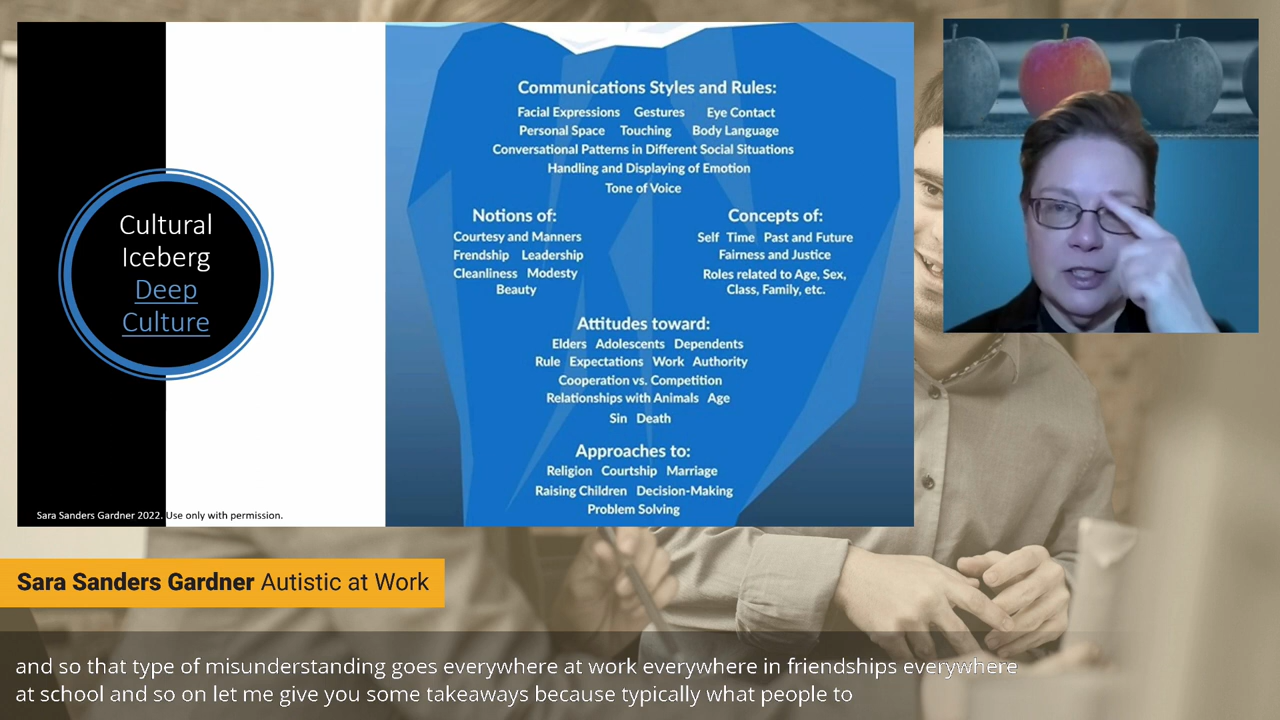 Cultural
Iceberg
Deep
Culture
Sara Sanders Gardner 2022. Use only with permission.
Communications Styles and Rules:
Facial Expressions Gestures Eye Contact
Personal Space Touching Body Language
Conversational Patterns in Different Social Situations
Handling and Displaying of Emotion
Tone of Voice
Notions of:
Courtesy and Manners
Frendship Leadership
Cleanliness Modesty
Beauty
Concepts of:
Self Time Past and Future
Fairness and Justice
Roles related to Age, Sex,
Class, Family, etc.
Attitudes toward:
Elders Adolescents Dependents
Rule Expectations Work Authority
Cooperation vs. Competition
Relationships with Animals Age
Sin Death
Approaches to:
Religion Courtship Marriage
Raising Children Decision-Making
Problem Solving
Sara Sanders Gardner Autistic at Work
and so that type of misunderstanding goes everywhere at work everywhere in friendships everywhere
at school and so on let me give you some takeaways because typically what people to